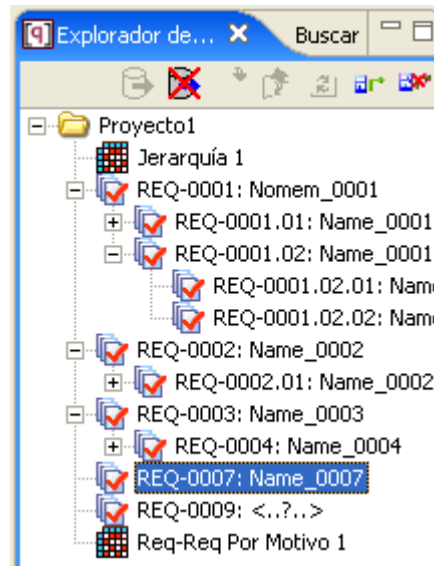 [q] Explorador de... Buscar
Proyecto1
Jerarquía 1
REQ-0001: Nomem_0001
REQ-0001.01: Name_0001
REQ-0001.02: Name_0001
REQ-0001.02.01: Name
REQ-0001.02.02: Name
REQ-0002: Name_0002
REQ-0002.01: Name_0002
REQ-0003: Name_0003
REQ-0004: Name_0004
REQ-0007: Name_0007
REQ-0009: <..?..>
Req-Req Por Motivo 1